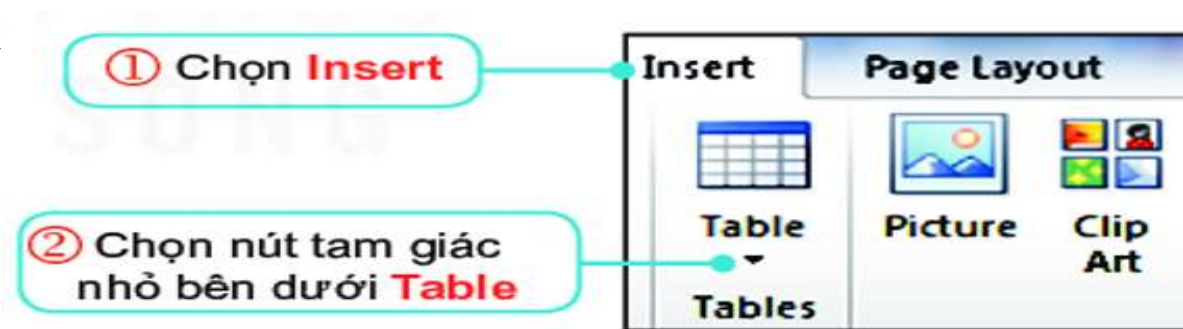 ① Chọn Insert
② Chọn nút tam giác
nhỏ bên dưới Table
Insert Page Layout
Table Picture Clip
Art
Tables